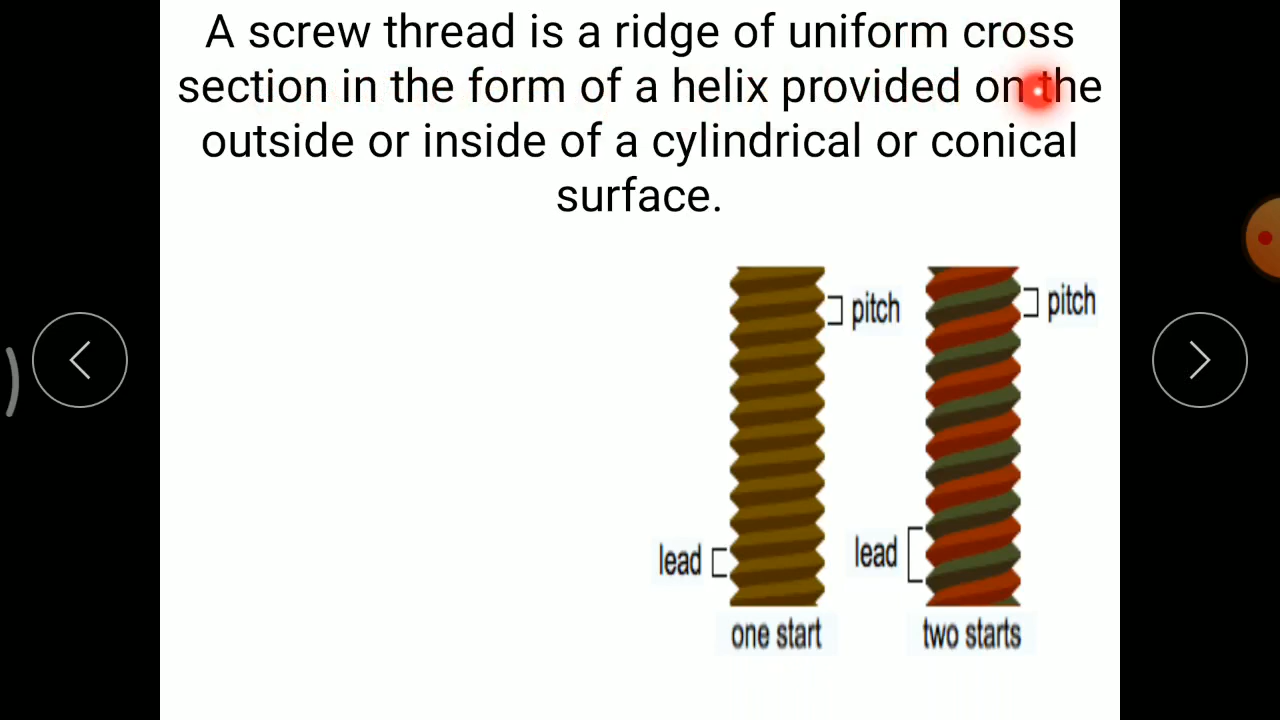 A screw thread is a ridge of uniform cross
section in the form of a helix provided on the
outside or inside of a cylindrical or conical
surface.
pitch
pitch
lead
lead
one start
two starts